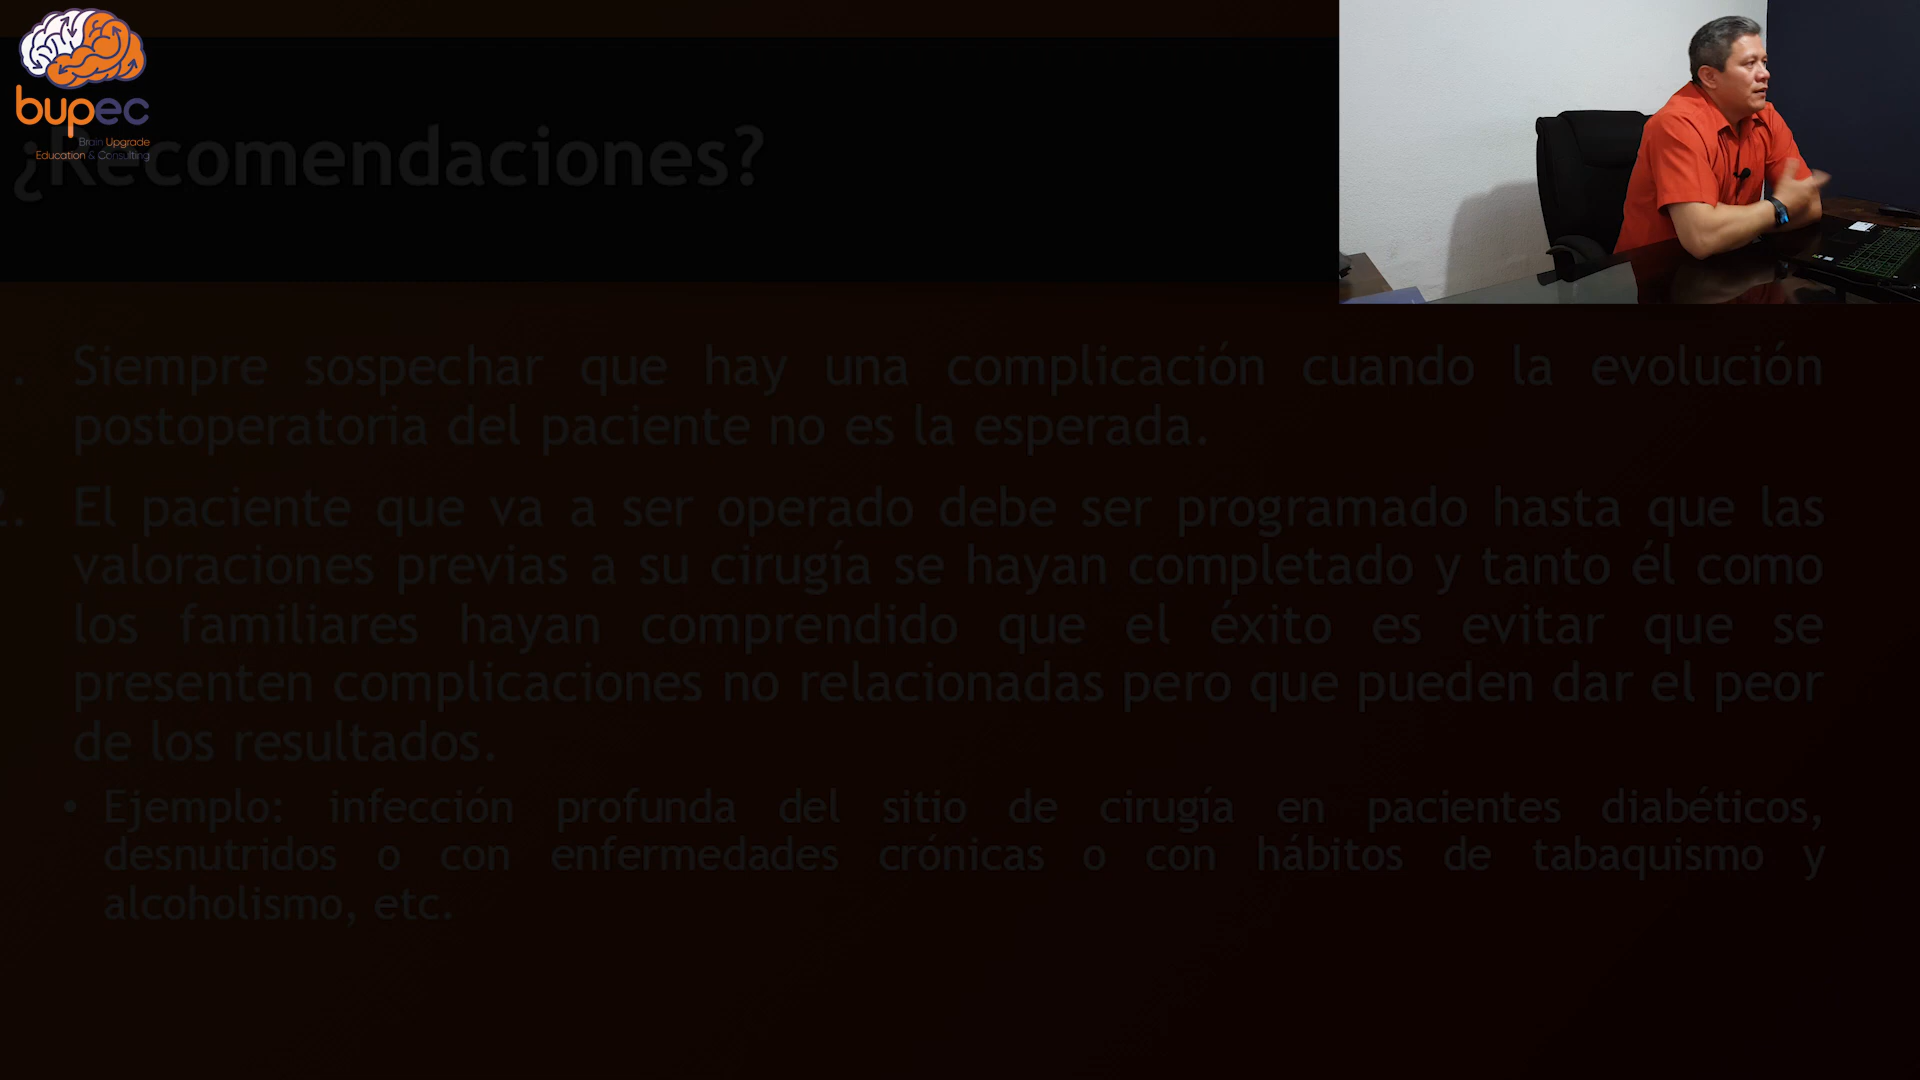 bupec
Brain Upgrade
Education & Consulting
¿Recomendaciones?
. Siempre sospechar que hay una complicación cuando la evolución
postoperatoria del paciente no es la esperada.
2. El paciente que va a ser operado debe ser programado hasta que las
valoraciones previas a su cirugía se hayan completado y tanto él como
los familiares hayan comprendido que el éxito es evitar que se
presenten complicaciones no relacionadas pero que pueden dar el peor
de los resultados.
• Ejemplo: infección profunda del sitio de cirugía en pacientes diabéticos,
desnutridos o con enfermedades crónicas o con hábitos de tabaquismo y
alcoholismo, etc.